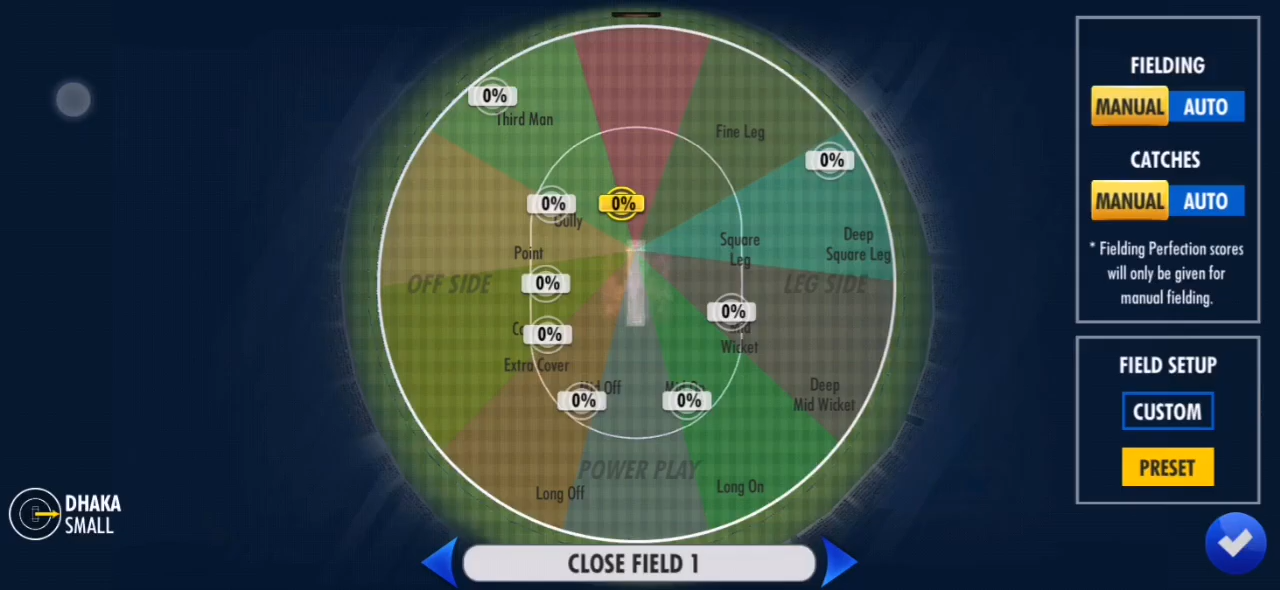 0%
Third Man
Fine Leg
0%
0%
0%
Gully
Point
Square
Leg
Deep
Square Leg
OFF SIDE
LEG SIDE
0%
0%
0%
Wicket
Extra Cover
Mid Off
0%
0%
Deep
Mid Wicket
POWER PLAY
Long Off
Long On
DHAKA
SMALL
CLOSE FIELD 1
FIELDING
MANUAL AUTO
CATCHES
MANUAL AUTO
* Fielding Perfection scores
will only be given for
manual fielding.
FIELD SETUP
CUSTOM
PRESET